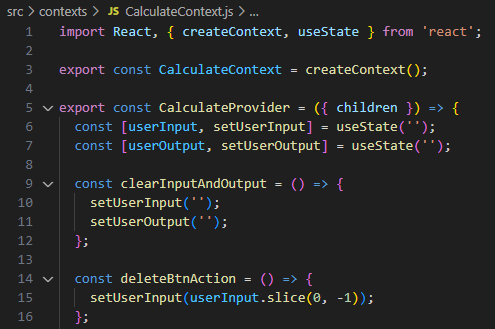 src > contexts > JS CalculateContext.js > ...
1 import React, { createContext, useState } from 'react';
2
3 export const CalculateContext = createContext();
4
5 export const CalculateProvider = ({ children }) => {
6   const [userInput, setUserInput] = useState('');
7   const [userOutput, setUserOutput] = useState('');
8
9   const clearInputAndOutput = () => {
10     setUserInput('');
11     setUserOutput('');
12   };
13
14   const deleteBtnAction = () => {
15     setUserInput(userInput.slice(0, -1));
16   };